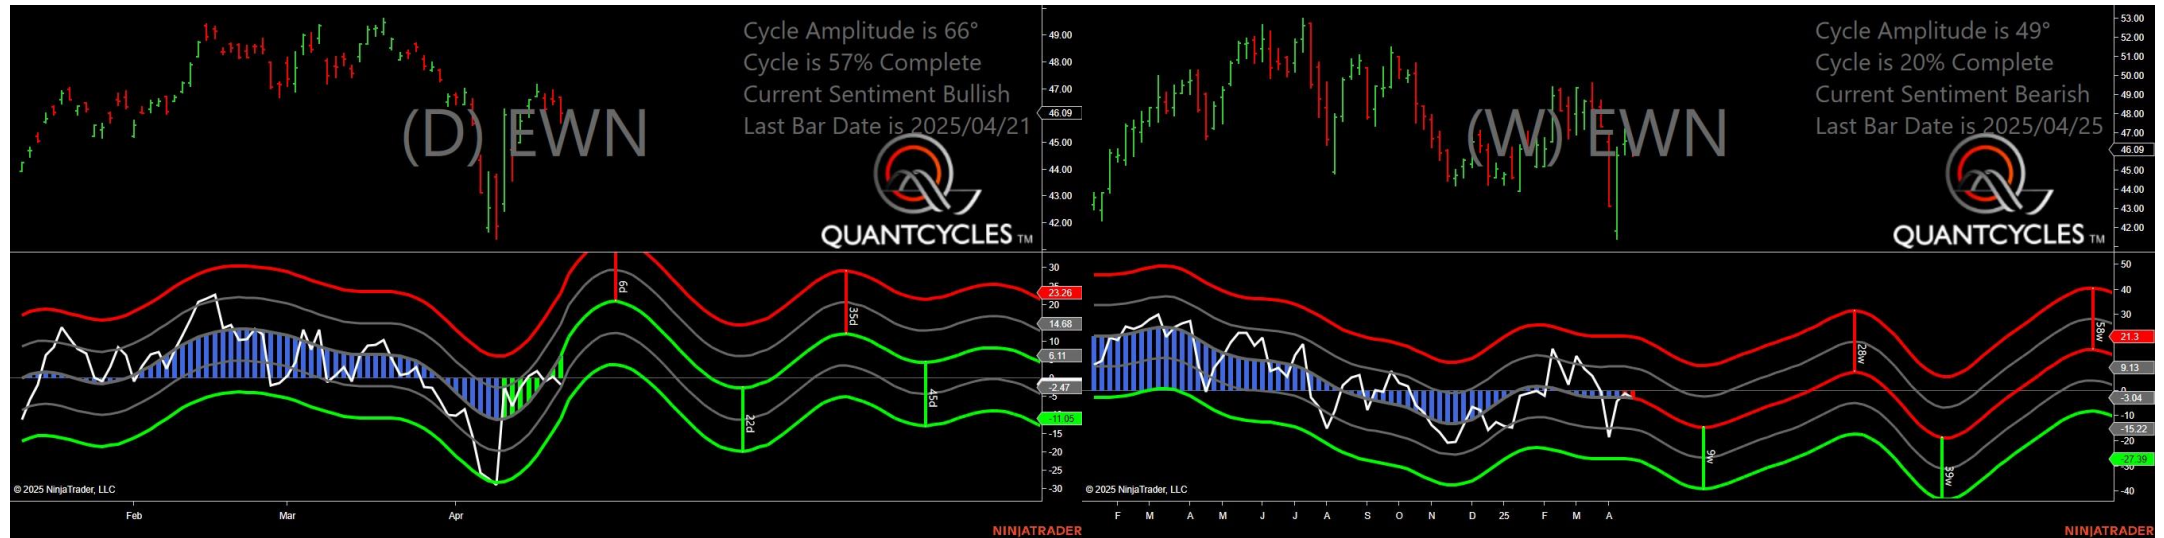 Cycle Amplitude is 66°
Cycle is 57% Complete
Current Sentiment Bullish
Last Bar Date is 2025/04/21
(D) EWN
QUANTCYCLES TM
49.00
48.00
47.00
46.09
45.00
44.00
43.00
42.00
30
23.26
20
14.68
10
6.11
-2.47
-5
-11.05
-15
-20
-25
-30
6d
22d
35d
45d
© 2025 NinjaTrader, LLC
Feb Mar Apr
NINJATRADER
Cycle Amplitude is 49°
Cycle is 20% Complete
Current Sentiment Bearish
Last Bar Date is 2025/04/25
(W) EWN
QUANTCYCLES TM
53.00
52.00
51.00
50.00
49.00
48.00
47.00
46.09
45.00
44.00
43.00
42.00
50
40
30
21.3
9.13
0
-3.04
-10
-15.22
-20
-27.39
-40
9w
28w
39w
58w
© 2025 NinjaTrader, LLC
F M A M J J A S O N D 25 F M A
NINJATRADER